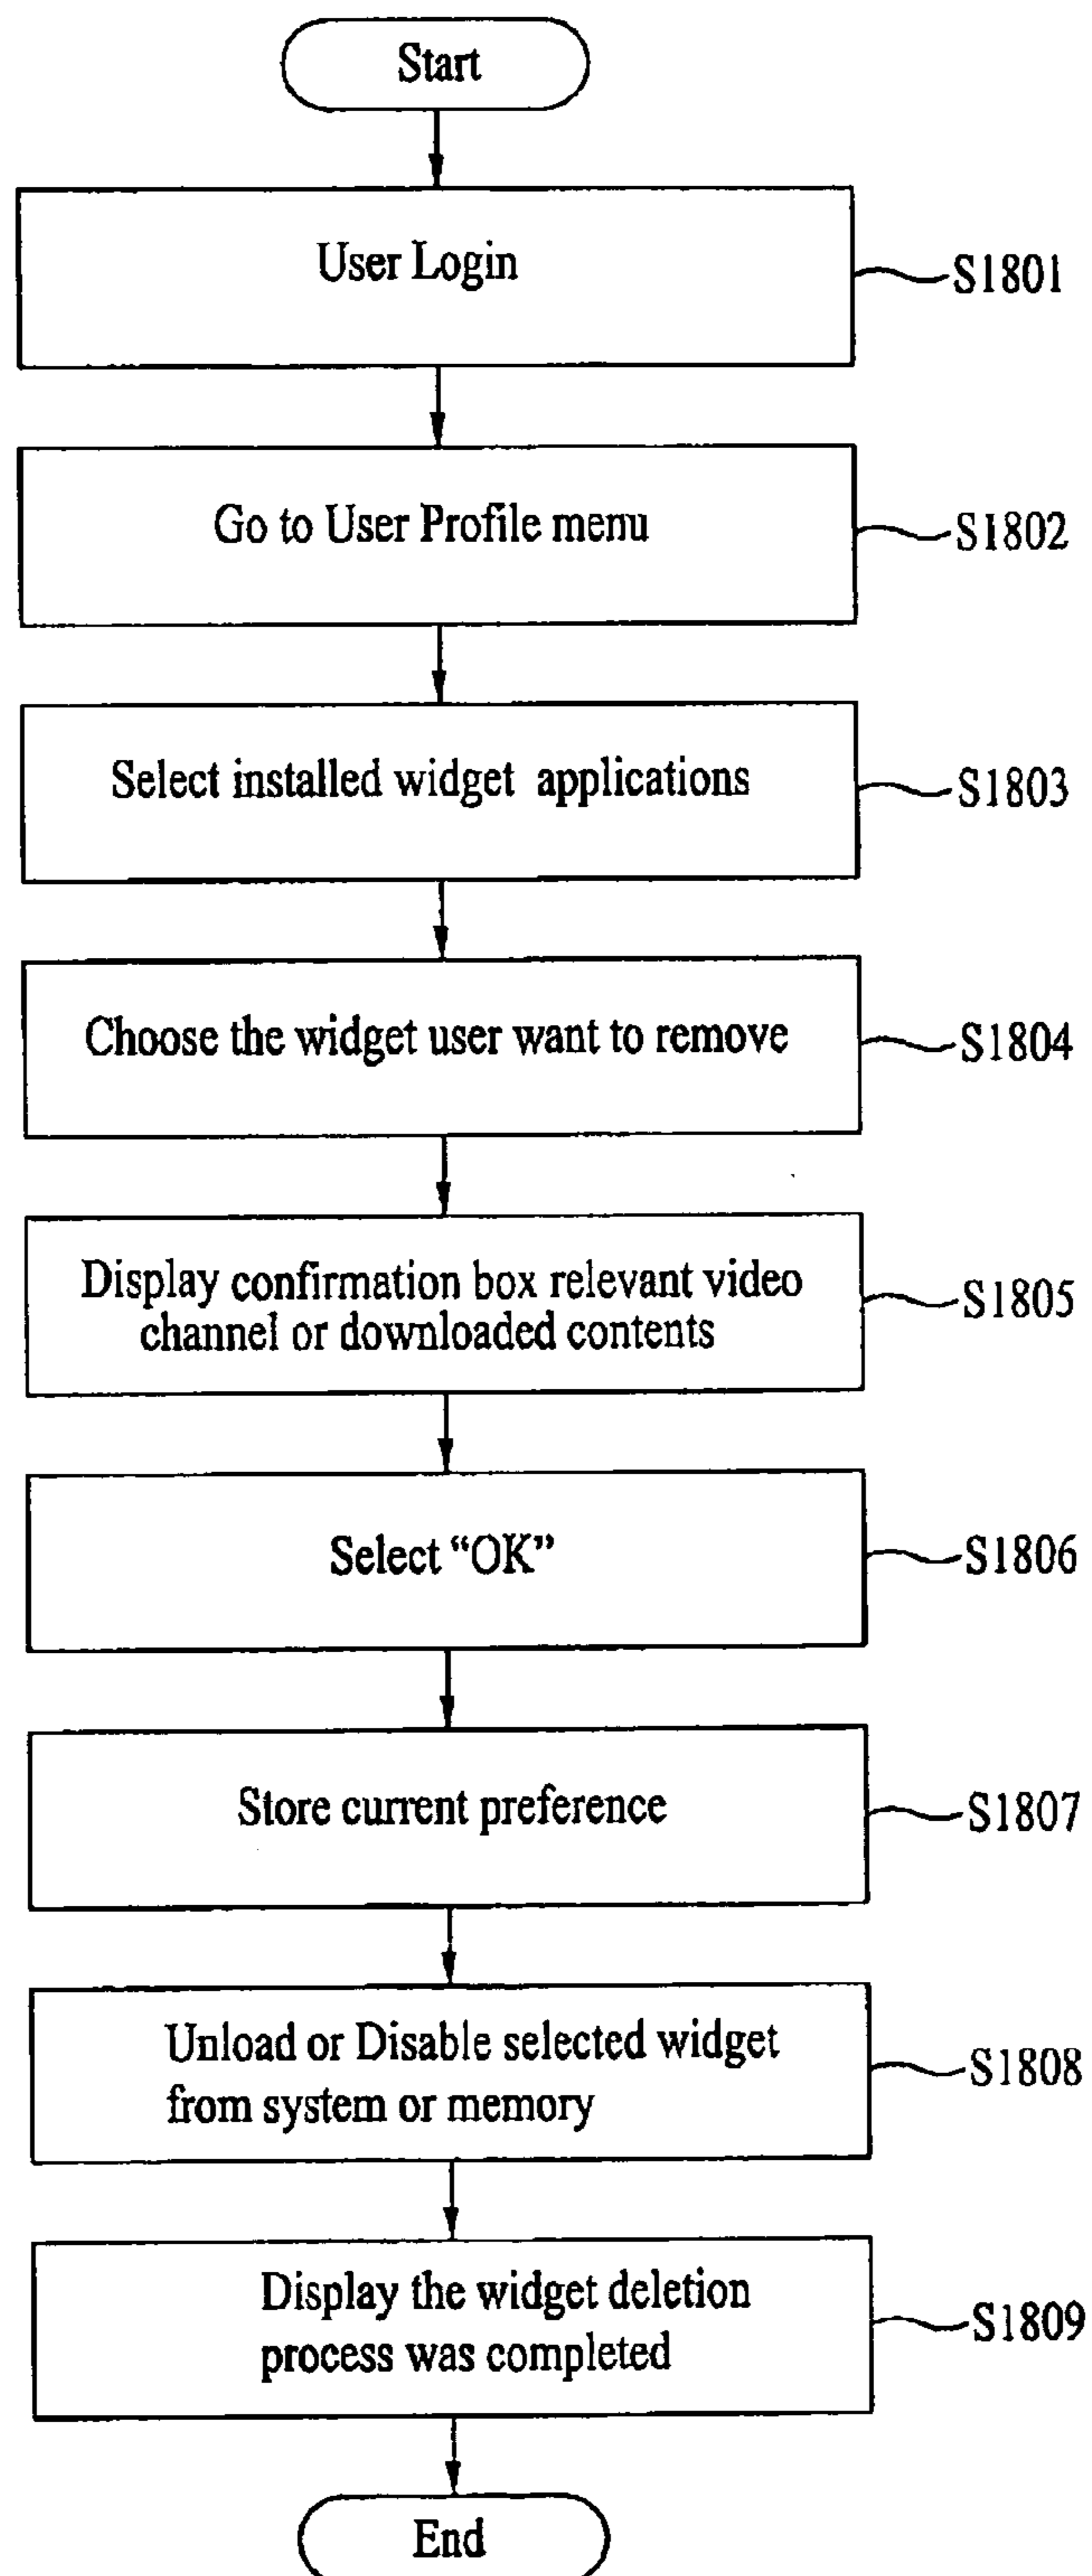 Start
User Login
S1801
Go to User Profile menu
S1802
Select installed widget applications
S1803
Choose the widget user want to remove
S1804
Display confirmation box relevant video
channel or downloaded contents
S1805
Select “OK”
S1806
Store current preference
S1807
Unload or Disable selected widget
from system or memory
S1808
Display the widget deletion
process was completed
S1809
End